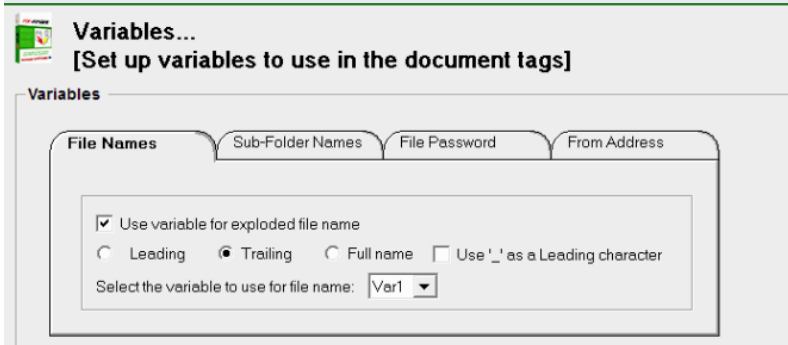 Variables...
[Set up variables to use in the document tags]
Variables
File Names Sub-Folder Names File Password From Address
Use variable for exploded file name
Leading Trailing Full name Use '_' as a Leading character
Select the variable to use for file name: Var1